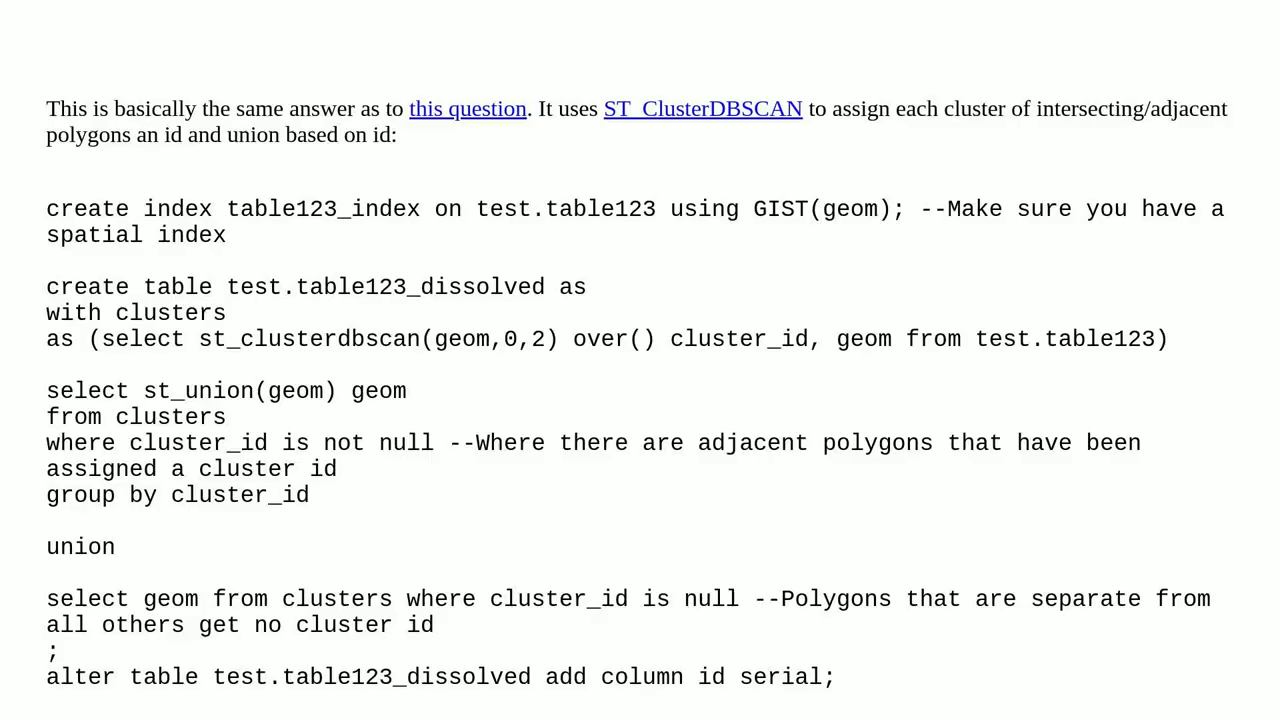 This is basically the same answer as to this question. It uses ST_ClusterDBSCAN to assign each cluster of intersecting/adjacent
polygons an id and union based on id:
create index table123_index on test.table123 using GIST(geom); --Make sure you have a
spatial index
create table test.table123_dissolved as
with clusters
as (select st_clusterdbscan(geom,0,2) over() cluster_id, geom from test.table123)
select st_union(geom) geom
from clusters
where cluster_id is not null --Where there are adjacent polygons that have been
assigned a cluster id
group by cluster_id
union
select geom from clusters where cluster_id is null --Polygons that are separate from
all others get no cluster id
;
alter table test.table123_dissolved add column id serial;